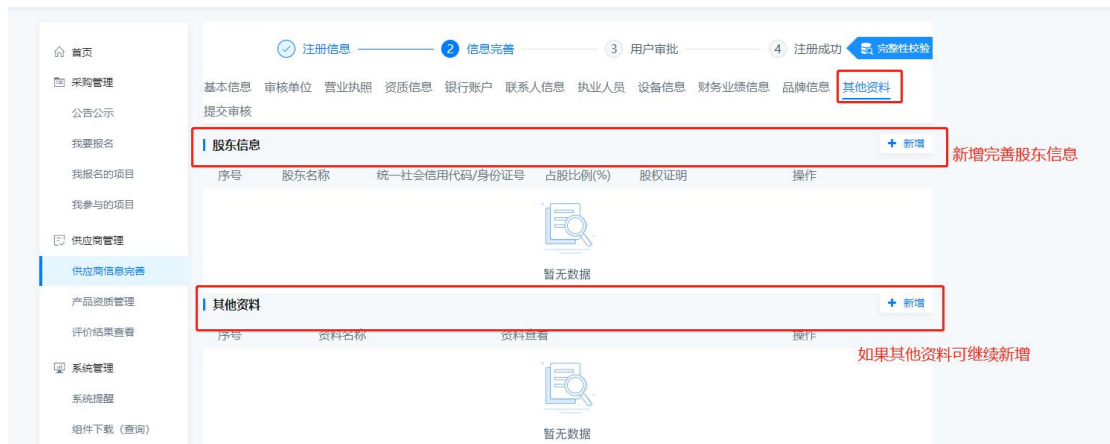 首页
采购管理
公告公示
我要报名
我报名的项目
我参与的项目
供应商管理
供应商信息完善
产品资质管理
评价结果查看
系统管理
系统提醒
组件下载（查询）
注册信息 2 信息完善 3 用户审批 4 注册成功 完整性校验
基本信息 审核单位 营业执照 资质信息 银行账户 联系人信息 执业人员 设备信息 财务业绩信息 品牌信息 其他资料
提交审核
股东信息 + 新增
新增完善股东信息
序号 股东名称 统一社会信用代码/身份证号 占股比例(%) 股权证明 操作
暂无数据
其他资料 + 新增
序号 资料名称 资料查看 操作
如果其他资料可继续新增
暂无数据